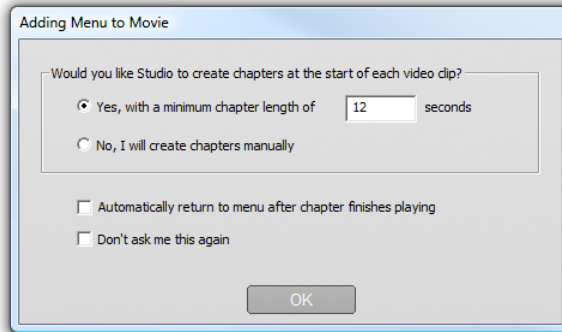 Adding Menu to Movie
Would you like Studio to create chapters at the start of each video clip?
Yes, with a minimum chapter length of 12 seconds
No, I will create chapters manually
Automatically return to menu after chapter finishes playing
Don't ask me this again
OK